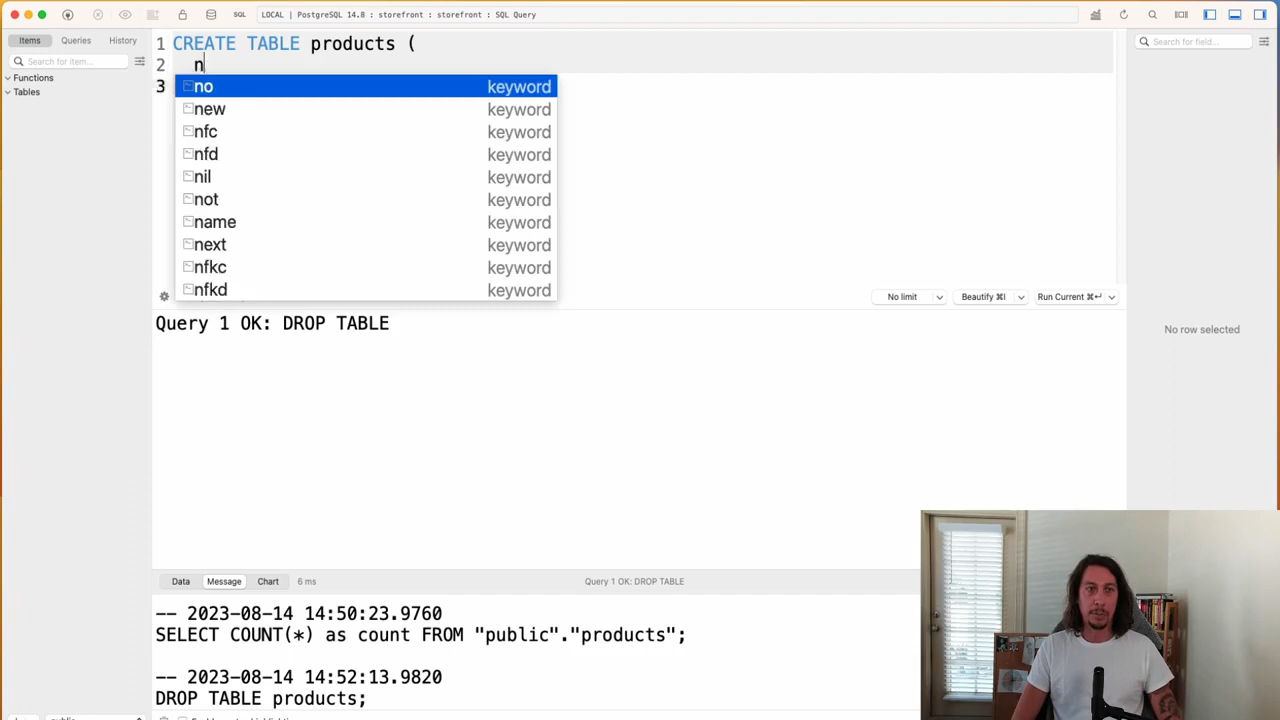 SQL
LOCAL | PostgreSQL 14.8 : storefront : storefront : SQL Query
Items
Queries
History
Search for item...
Functions
Tables
1 CREATE TABLE products (
2 n
3
no keyword
new keyword
nfc keyword
nfd keyword
nil keyword
not keyword
name keyword
next keyword
nfkc keyword
nfkd keyword
No limit
Beautify ⌘I
Run Current ⌘↩
Search for field...
No row selected
Query 1 OK: DROP TABLE
Data
Message
Chart
6 ms
Query 1 OK: DROP TABLE
-- 2023-08-14 14:50:23.9760
SELECT COUNT(*) as count FROM "public"."products";
-- 2023-08-14 14:52:13.9820
DROP TABLE products;